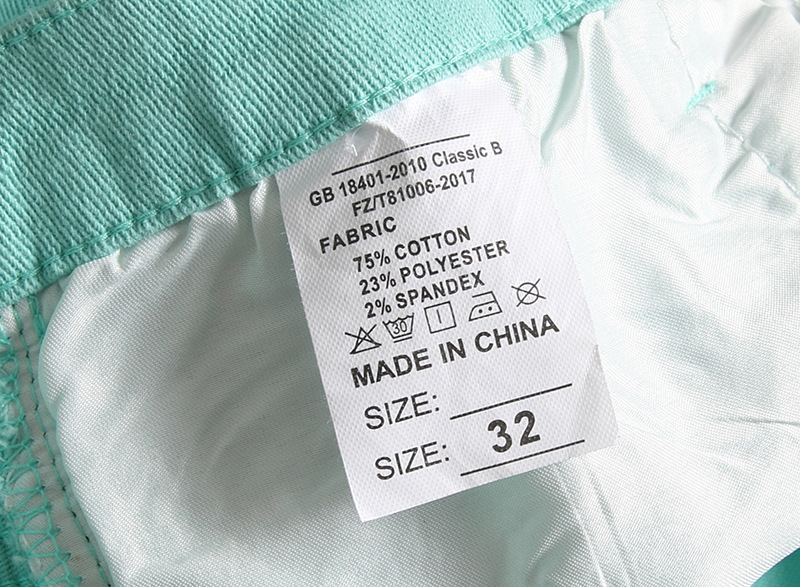 GB 18401-2010 Classic B
FZ/T81006-2017
FABRIC
75% COTTON
23% POLYESTER
2% SPANDEX
30
MADE IN CHINA
SIZE:
SIZE: 32